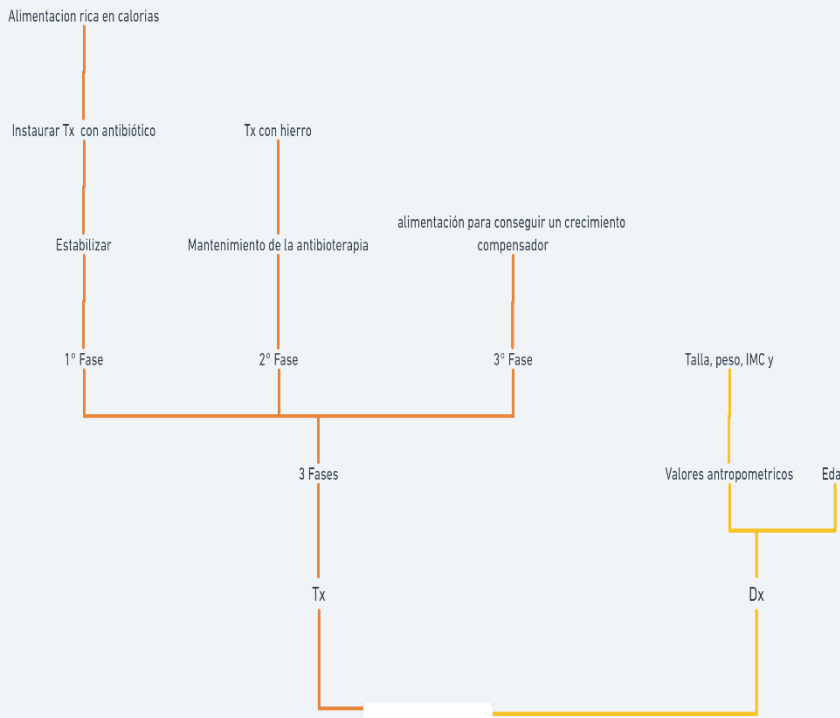 Alimentacion rica en calorias
Instaurar Tx con antibiótico
Tx con hierro
alimentación para conseguir un crecimiento
compensador
Estabilizar
Mantenimiento de la antibioterapia
1° Fase
2° Fase
3° Fase
Talla, peso, IMC y
3 Fases
Valores antropometricos
Eda
Tx
Dx